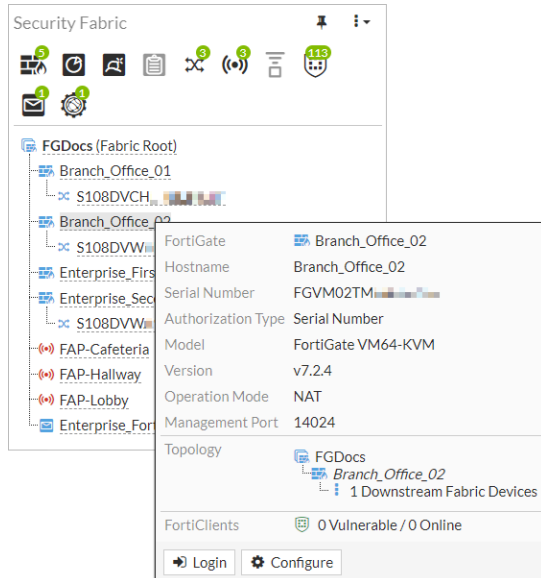 Security Fabric
5
3
3
113
1
1
FGDocs (Fabric Root)
Branch_Office_01
S108DVCH
Branch_Office_02
S108DVW
Enterprise_Firs
Enterprise_Seco
S108DVW
FAP-Cafeteria
FAP-Hallway
FAP-Lobby
Enterprise_Fort
FortiGate Branch_Office_02
Hostname Branch_Office_02
Serial Number FGVM02TM
Authorization Type Serial Number
Model FortiGate VM64-KVM
Version v7.2.4
Operation Mode NAT
Management Port 14024
Topology FGDocs
Branch_Office_02
1 Downstream Fabric Devices
FortiClients 0 Vulnerable / 0 Online
Login Configure